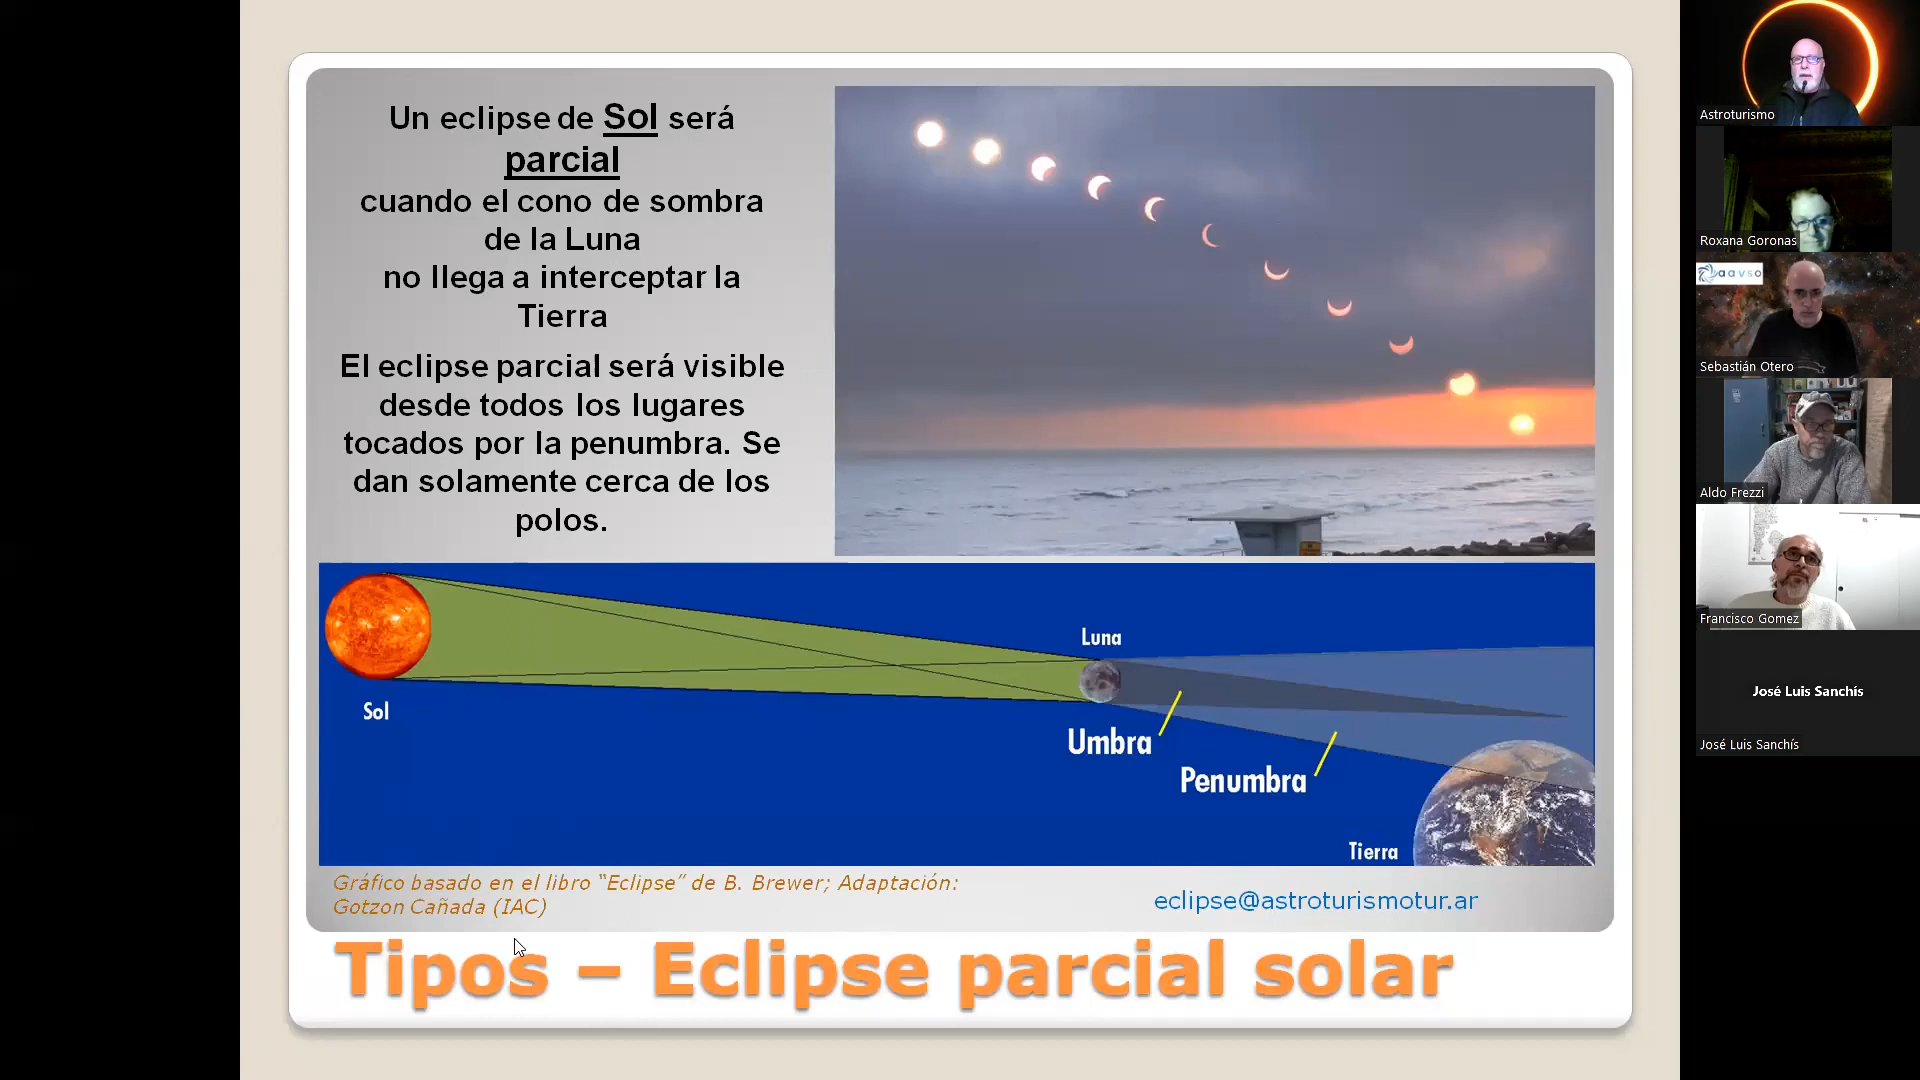 Un eclipse de Sol será
parcial
cuando el cono de sombra
de la Luna
no llega a interceptar la
Tierra
El eclipse parcial será visible
desde todos los lugares
tocados por la penumbra. Se
dan solamente cerca de los
polos.
Luna
Sol
Umbra
Penumbra
Tierra
Gráfico basado en el libro “Eclipse” de B. Brewer; Adaptación:
Gotzon Cañada (IAC)
eclipse@astroturismotur.ar
Tipos – Eclipse parcial solar
Astroturismo
Roxana Goronas
aavso
Sebastián Otero
Aldo Frezzi
Francisco Gomez
José Luis Sanchís
José Luis Sanchís